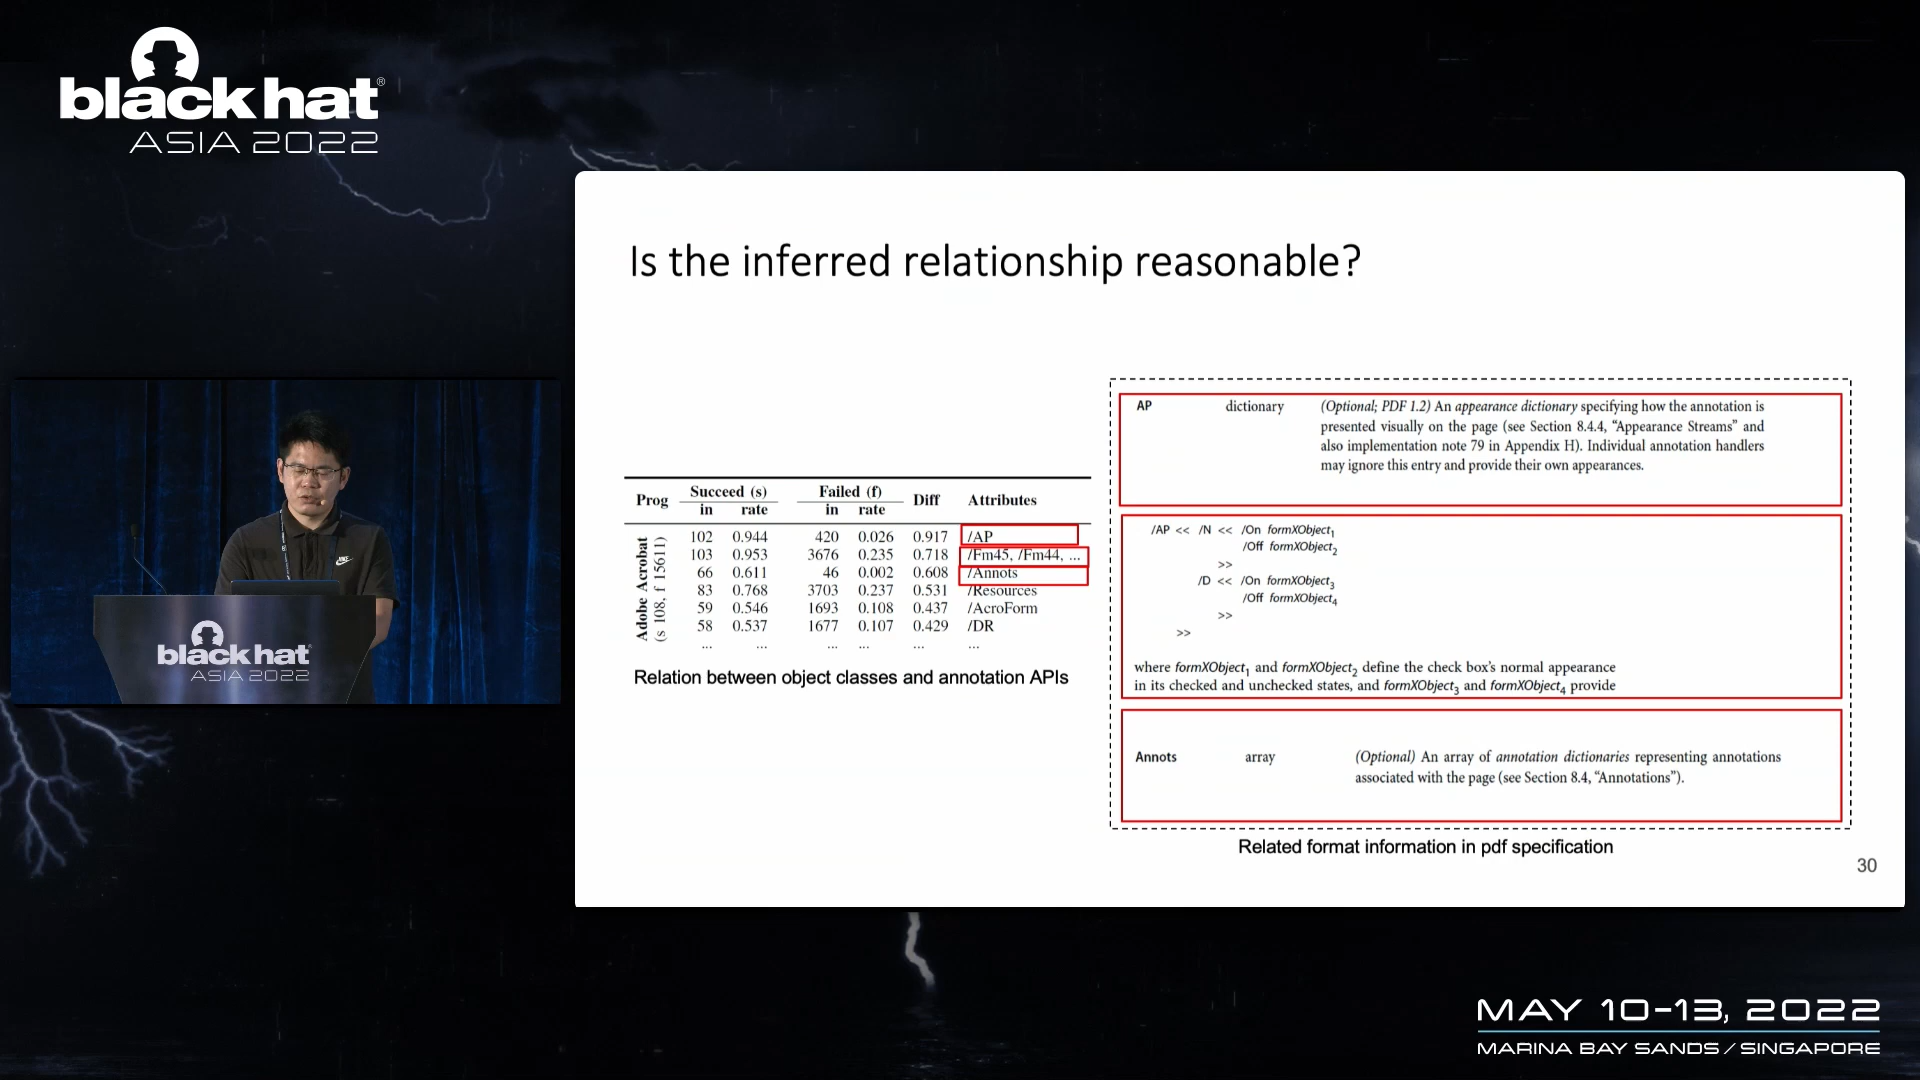 black hat®
ASIA 2022
Is the inferred relationship reasonable?
Prog Succeed (s) Failed (f) Diff Attributes
in rate in rate
Adobe Acrobat
(s 108, f 15611)
102 0.944 420 0.026 0.917 /AP
103 0.953 3676 0.235 0.718 /Fm45, /Fm44, ...
66 0.611 46 0.002 0.608 /Annots
83 0.768 3703 0.237 0.531 /Resources
59 0.546 1693 0.108 0.437 /AcroForm
58 0.537 1677 0.107 0.429 /DR
... ... ... ... ... ...
Relation between object classes and annotation APIs
AP dictionary (Optional; PDF 1.2) An appearance dictionary specifying how the annotation is
presented visually on the page (see Section 8.4.4, “Appearance Streams” and
also implementation note 79 in Appendix H). Individual annotation handlers
may ignore this entry and provide their own appearances.
/AP << /N << /On formXObject1
/Off formXObject2
>>
/D << /On formXObject3
/Off formXObject4
>>
>>
where formXObject1 and formXObject2 define the check box’s normal appearance
in its checked and unchecked states, and formXObject3 and formXObject4 provide
Annots array (Optional) An array of annotation dictionaries representing annotations
associated with the page (see Section 8.4, “Annotations”).
Related format information in pdf specification
30
black hat
ASIA 2022
MAY 10-13, 2022
MARINA BAY SANDS / SINGAPORE